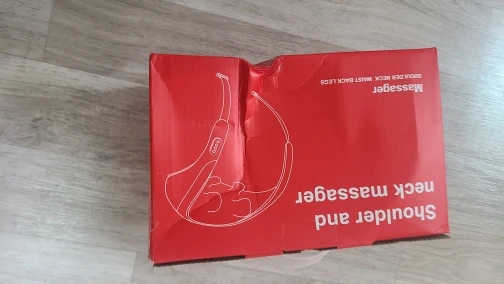 Shoulder and
neck massager
Massager
SHOULDER NECK WAIST BACK LEGS